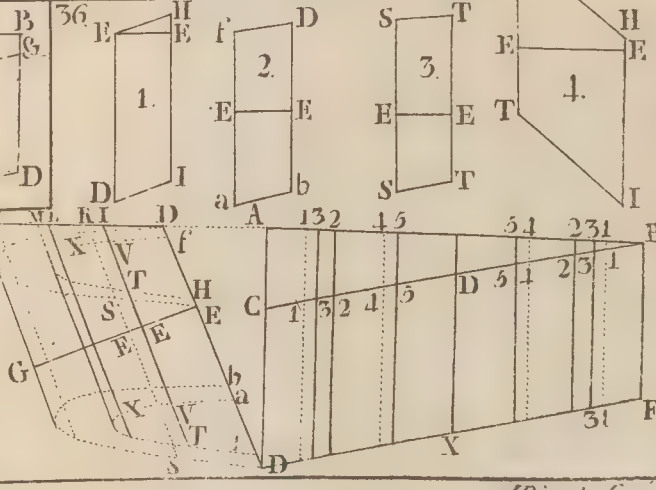 B 36. H f D S T H
G E E E E
1. 2. 3. 4.
E E E E T
D I a b S T I
D
M L K I D A 1 3 2 4 5 5 4 2 3 1 E
X V f
T H
S E C 1 3 2 4 5 D 5 4 2 3 1
E E
G b
a
X V X 3 1 F
T
S D